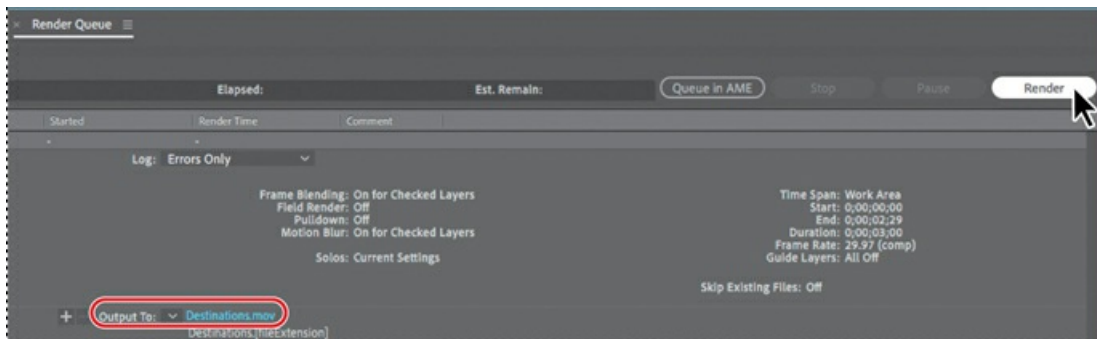 × Render Queue ≡
Elapsed: Est. Remain: Queue in AME Stop Pause Render
Started Render Time Comment
- -
Log: Errors Only
Frame Blending: On for Checked Layers
Field Render: Off
Pulldown: Off
Motion Blur: On for Checked Layers
Solos: Current Settings
Time Span: Work Area
Start: 0;00;00;00
End: 0;00;02;29
Duration: 0;00;03;00
Frame Rate: 29.97 (comp)
Guide Layers: All Off
Skip Existing Files: Off
+ Output To: Destinations.mov
Destinations.[fileExtension]